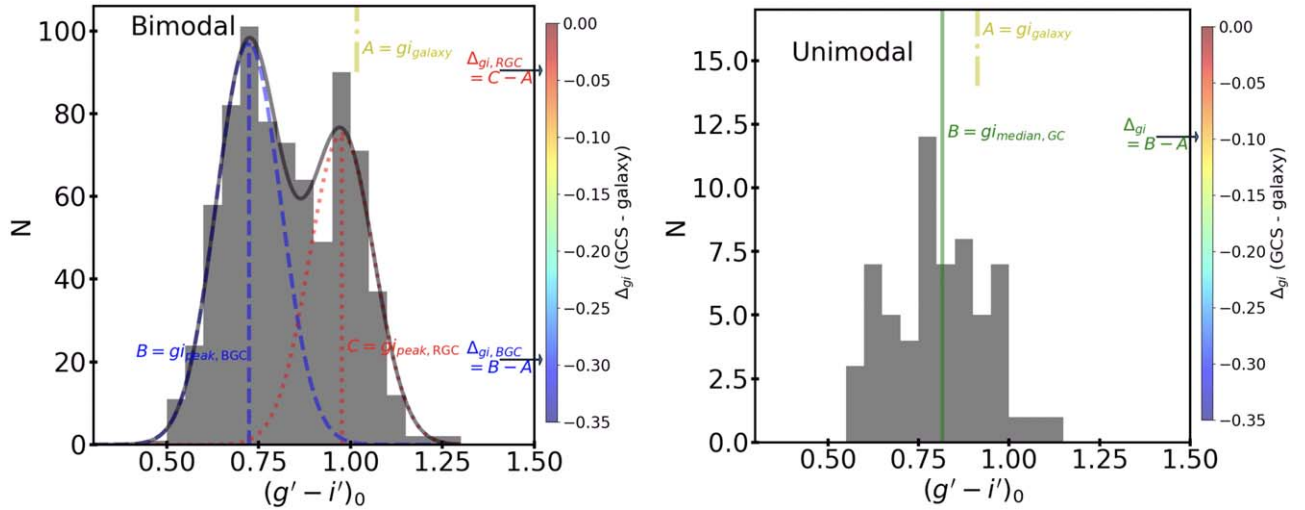 Bimodal
A = gi_galaxy
Δ_gi,RGC
= C − A
B = gi_peak,BGC
C = gi_peak,RGC
Δ_gi,BGC
= B − A
100
80
60
40
20
0
N
0.50 0.75 1.00 1.25 1.50
(g′ − i′)₀
0.00
−0.05
−0.10
−0.15
−0.20
−0.25
−0.30
−0.35
Δ_gi (GCS - galaxy)
Unimodal
A = gi_galaxy
B = gi_median,GC
Δ_gi
= B − A
15.0
12.5
10.0
7.5
5.0
2.5
0.0
N
0.50 0.75 1.00 1.25 1.50
(g′ − i′)₀
0.00
−0.05
−0.10
−0.15
−0.20
−0.25
−0.30
−0.35
Δ_gi (GCS - galaxy)